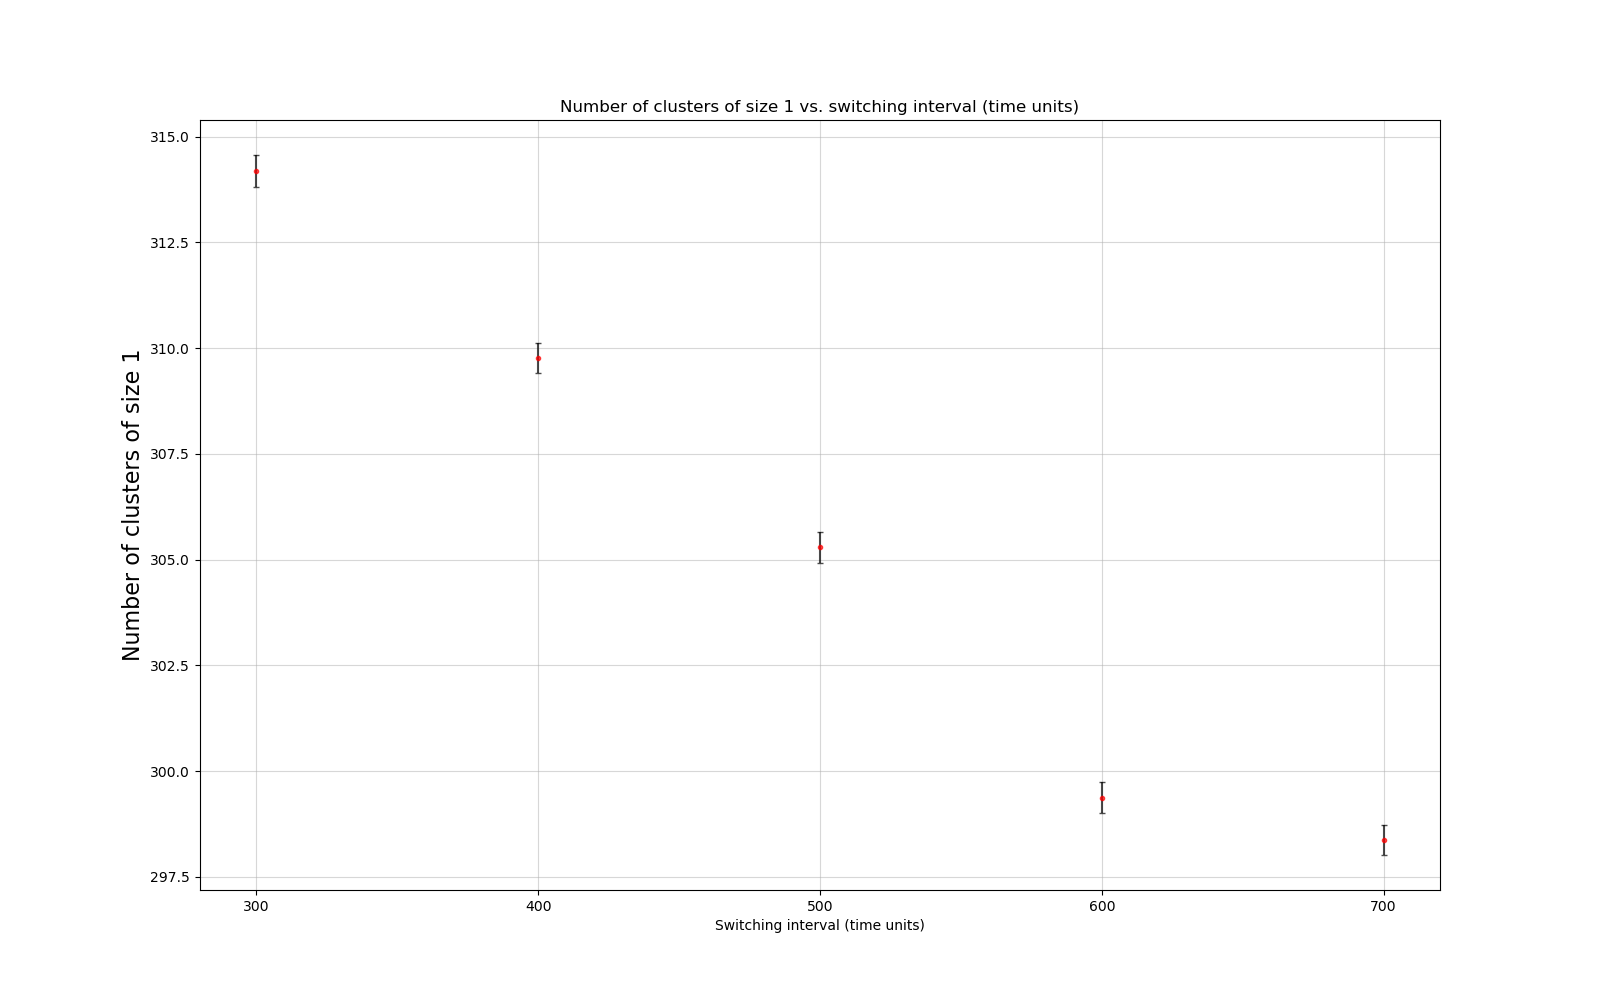 Number of clusters of size 1 vs. switching interval (time units)
Number of clusters of size 1
315.0
312.5
310.0
307.5
305.0
302.5
300.0
297.5
300 400 500 600 700
Switching interval (time units)